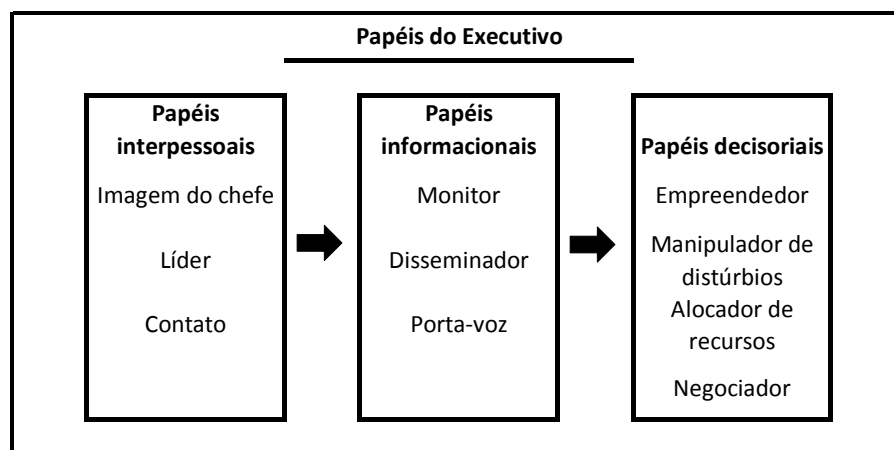 Papéis do Executivo
Papéis
interpessoais
Imagem do chefe
Líder
Contato
Papéis
informacionais
Monitor
Disseminador
Porta-voz
Papéis decisoriais
Empreendedor
Manipulador de
distúrbios
Alocador de
recursos
Negociador